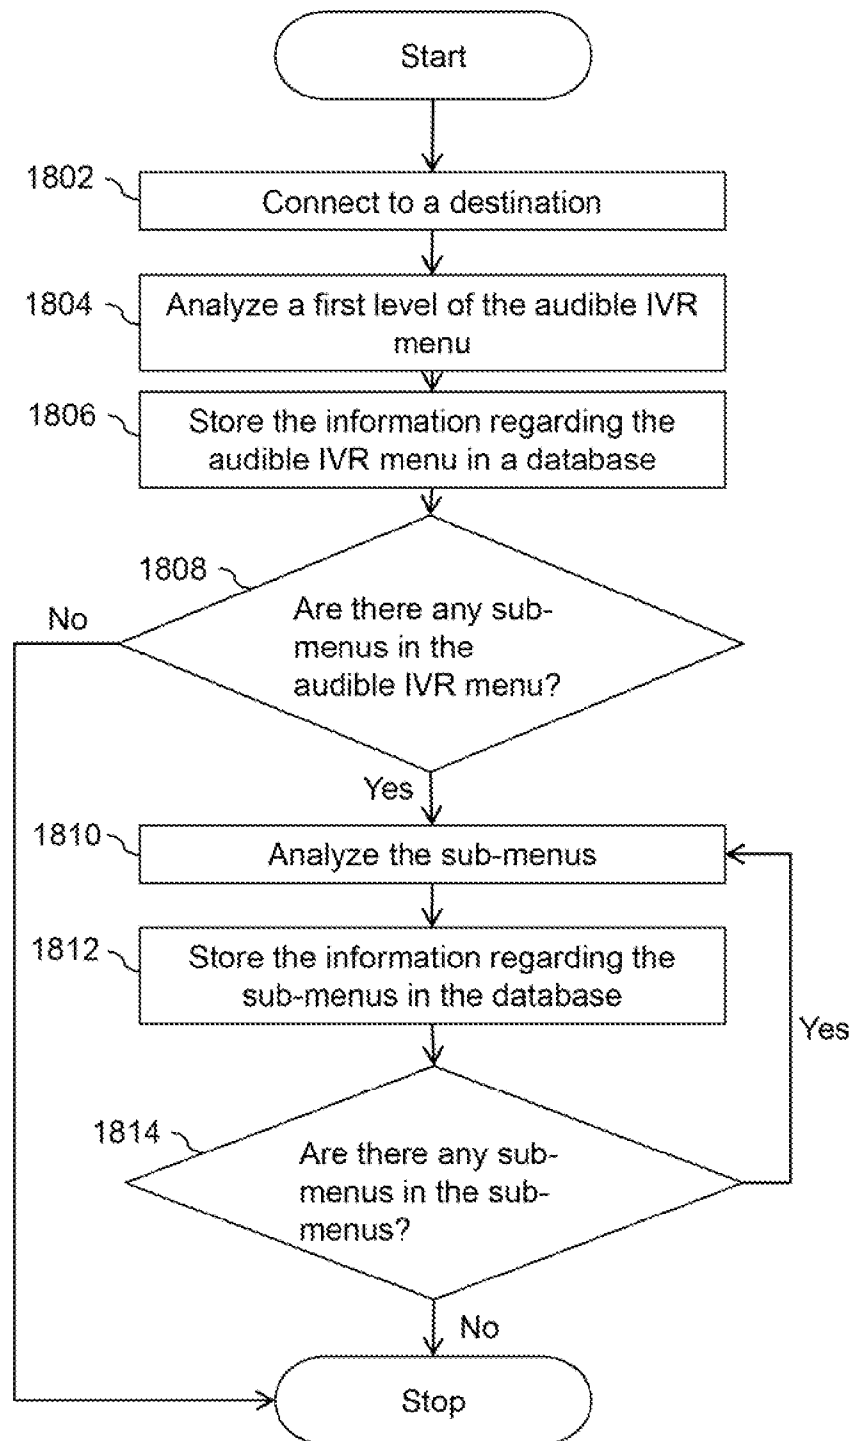 Start
1802
Connect to a destination
1804
Analyze a first level of the audible IVR
menu
1806
Store the information regarding the
audible IVR menu in a database
1808
No
Are there any sub-
menus in the
audible IVR menu?
Yes
1810
Analyze the sub-menus
1812
Store the information regarding the
sub-menus in the database
Yes
1814
Are there any sub-
menus in the sub-
menus?
No
Stop